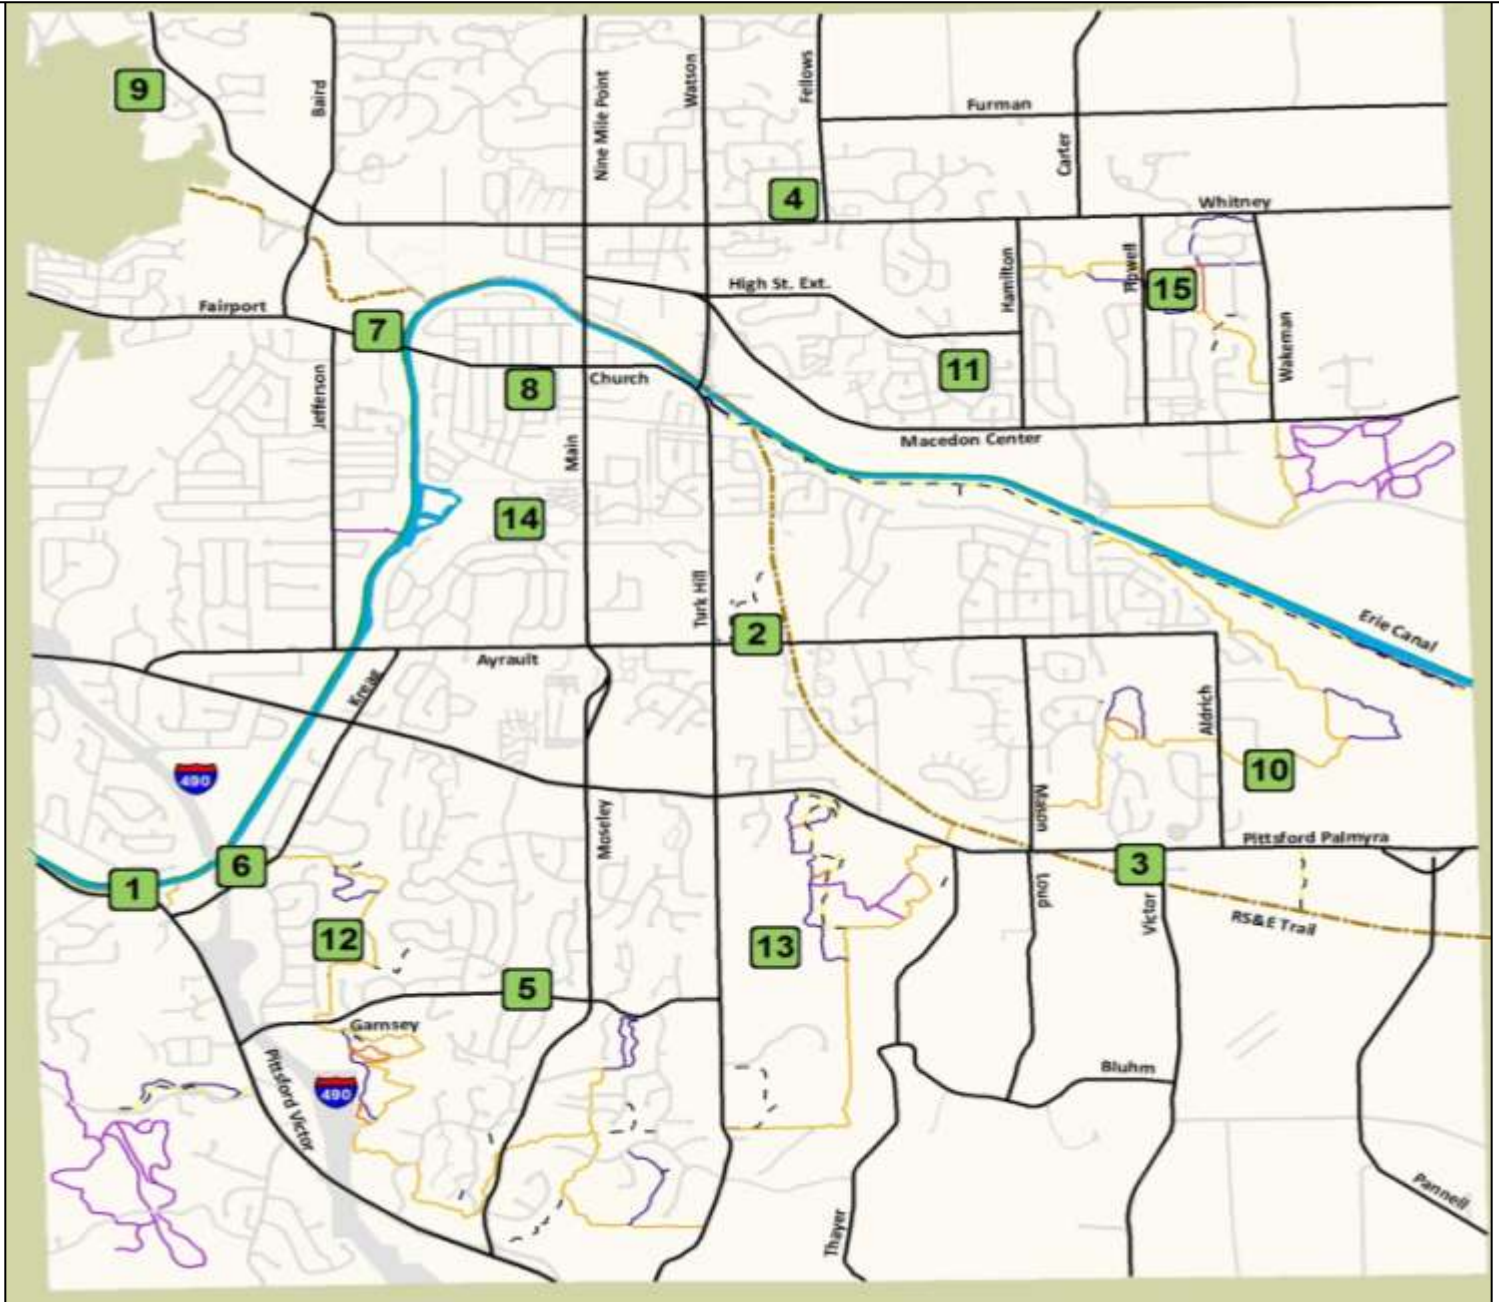 9
Baird
Nine Mile Point
Watson
Fellows
Furman
Carter
4
Whitney
Fairport
7
High St. Ext.
Hamilton
Howell
15
Wakeman
Jefferson
8
Church
11
Main
Macedon Center
14
Turk Hill
2
Erie Canal
Ayrault
Kreag
Aldrich
490
10
Mason
Moseley
Pittsford Palmyra
1
6
3
Loud
Victor
RS&E Trail
12
13
5
Garnsey
Pittsford Victor
490
Bluhm
Thayer
Pannell